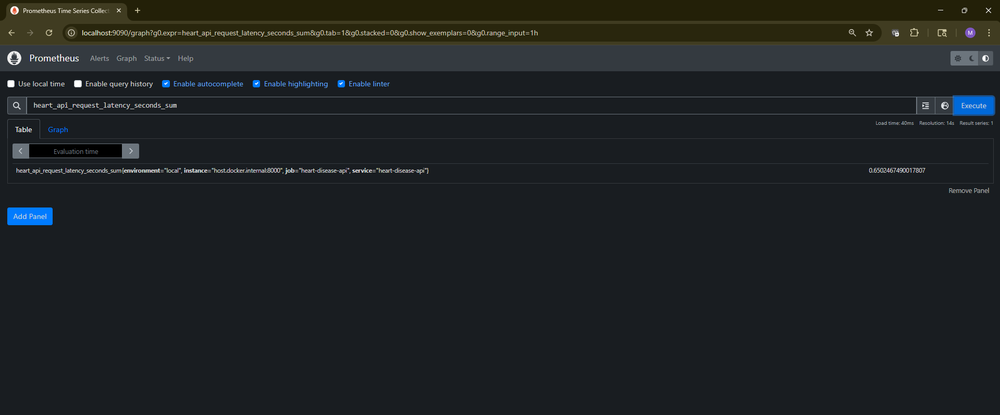 Prometheus Time Series Collect
localhost:9090/graph?g0.expr=heart_api_request_latency_seconds_sum&g0.tab=1&g0.stacked=0&g0.show_exemplars=0&g0.range_input=1h
M
Prometheus Alerts Graph Status Help
Use local time Enable query history Enable autocomplete Enable highlighting Enable linter
heart_api_request_latency_seconds_sum Execute
Load time: 40ms Resolution: 14s Result series: 1
Table Graph
Evaluation time
heart_api_request_latency_seconds_sum{environment="local", instance="host.docker.internal:8000", job="heart-disease-api", service="heart-disease-api"} 0.6502467490017807
Remove Panel
Add Panel